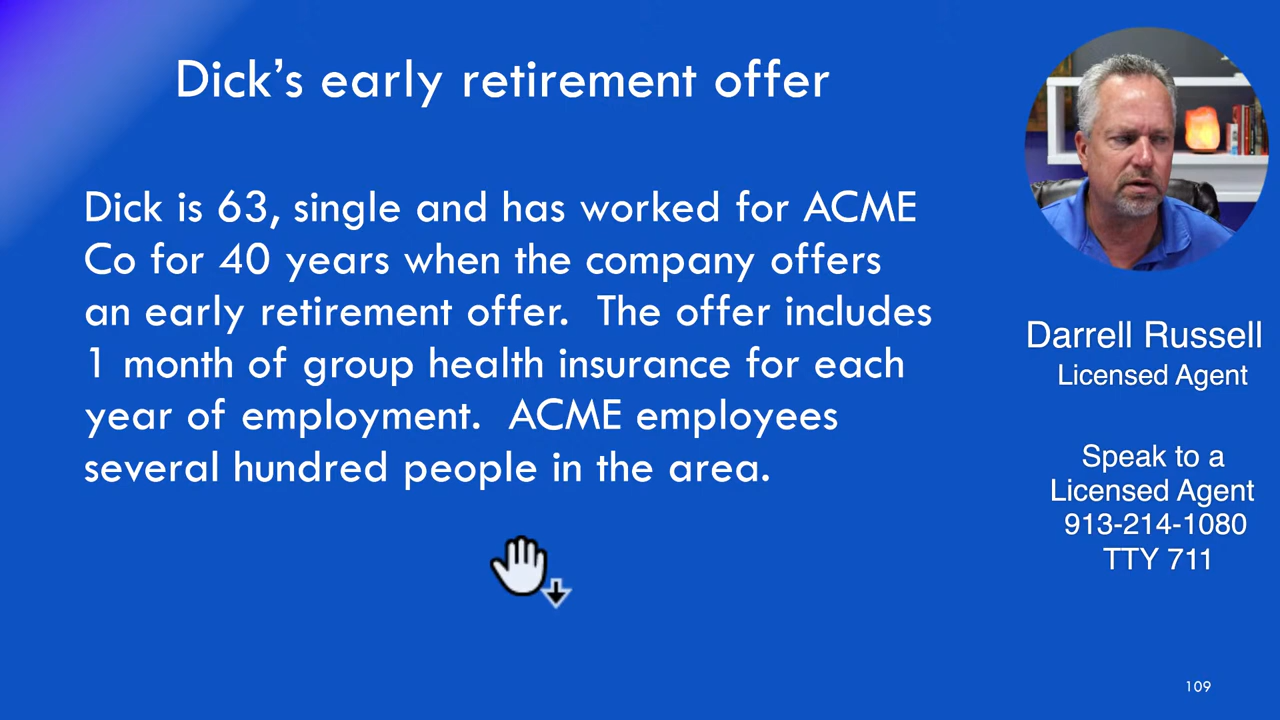 Dick's early retirement offer
Dick is 63, single and has worked for ACME
Co for 40 years when the company offers
an early retirement offer.  The offer includes
1 month of group health insurance for each
year of employment.  ACME employees
several hundred people in the area.
Darrell Russell
Licensed Agent
Speak to a
Licensed Agent
913-214-1080
TTY 711
109